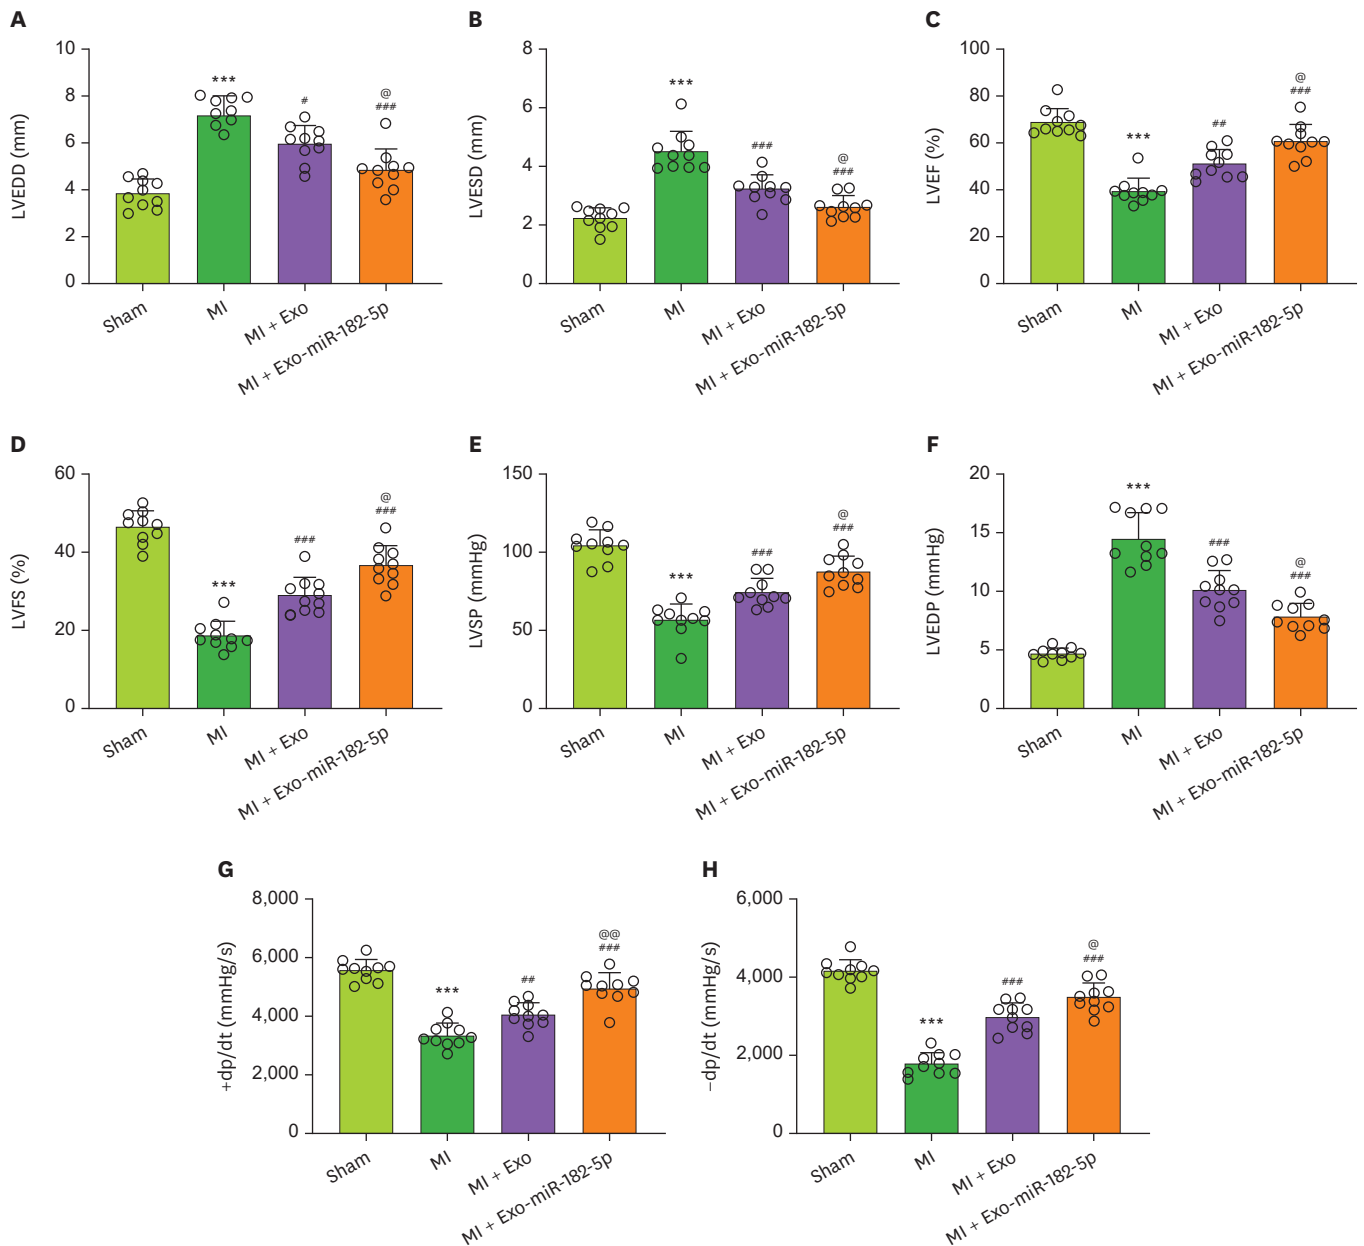 A
LVEDD (mm)
10
8
6
4
2
0
***
#
@
###
Sham
MI
MI + Exo
MI + Exo-miR-182-5p
B
LVESD (mm)
8
6
4
2
0
***
###
@
###
Sham
MI
MI + Exo
MI + Exo-miR-182-5p
C
LVEF (%)
100
80
60
40
20
0
***
##
@
###
Sham
MI
MI + Exo
MI + Exo-miR-182-5p
D
LVFS (%)
60
40
20
0
***
###
@
###
Sham
MI
MI + Exo
MI + Exo-miR-182-5p
E
LVSP (mmHg)
150
100
50
0
***
###
@
###
Sham
MI
MI + Exo
MI + Exo-miR-182-5p
F
LVEDP (mmHg)
20
15
10
5
0
***
###
@
###
Sham
MI
MI + Exo
MI + Exo-miR-182-5p
G
+dp/dt (mmHg/s)
8,000
6,000
4,000
2,000
0
***
##
@@
###
Sham
MI
MI + Exo
MI + Exo-miR-182-5p
H
−dp/dt (mmHg/s)
6,000
4,000
2,000
0
***
###
@
###
Sham
MI
MI + Exo
MI + Exo-miR-182-5p